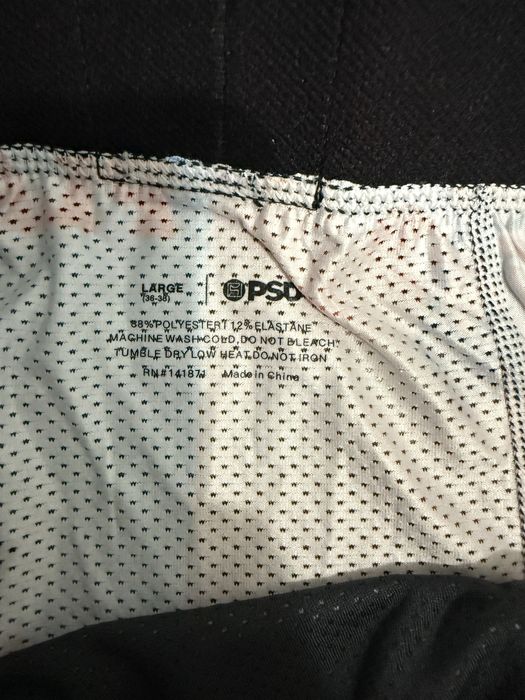 LARGE
(36-38)
PSD
88%POLYESTER 12%ELASTANE
MACHINE WASH COLD, DO NOT BLEACH,
TUMBLE DRY LOW HEAT.DO NOT IRON
RN#141871 Made in China